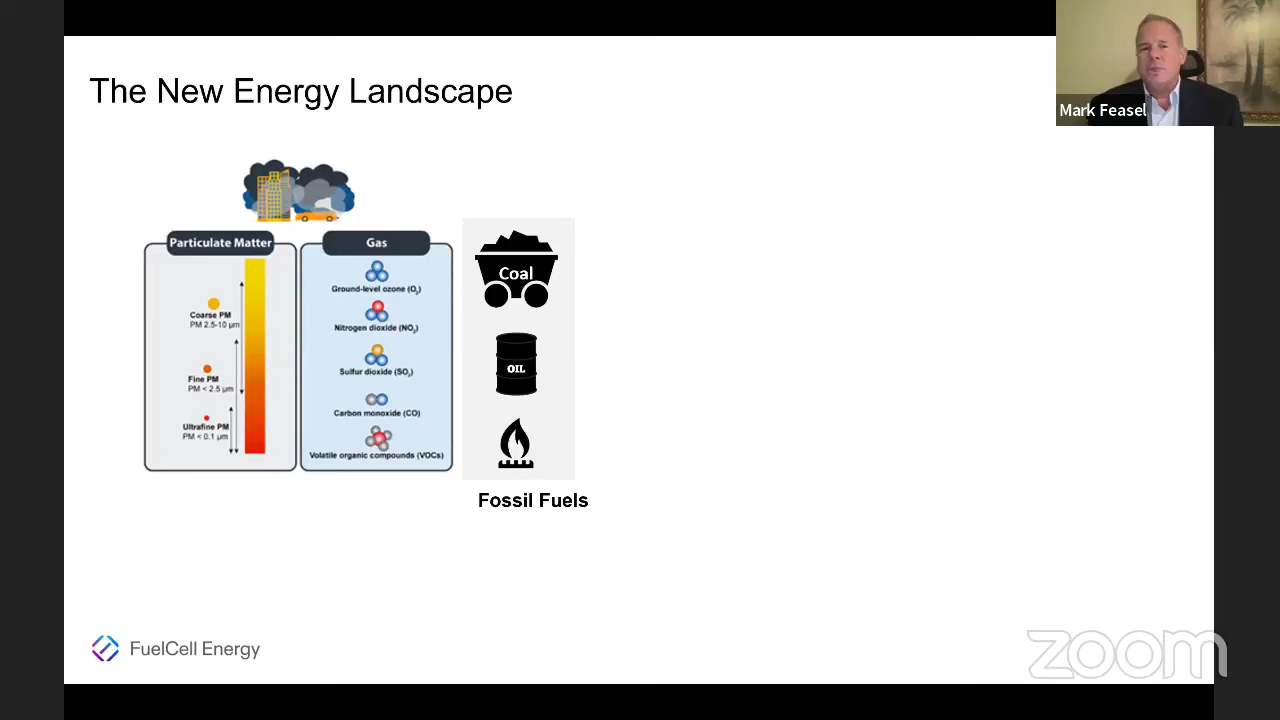 The New Energy Landscape
Mark Feasel
Particulate Matter
Coarse PM
PM 2.5-10 µm
Fine PM
PM < 2.5 µm
Ultrafine PM
PM < 0.1 µm
Gas
Ground-level ozone (O₃)
Nitrogen dioxide (NO₂)
Sulfur dioxide (SO₂)
Carbon monoxide (CO)
Volatile organic compounds (VOCs)
Coal
OIL
Fossil Fuels
FuelCell Energy
zoom